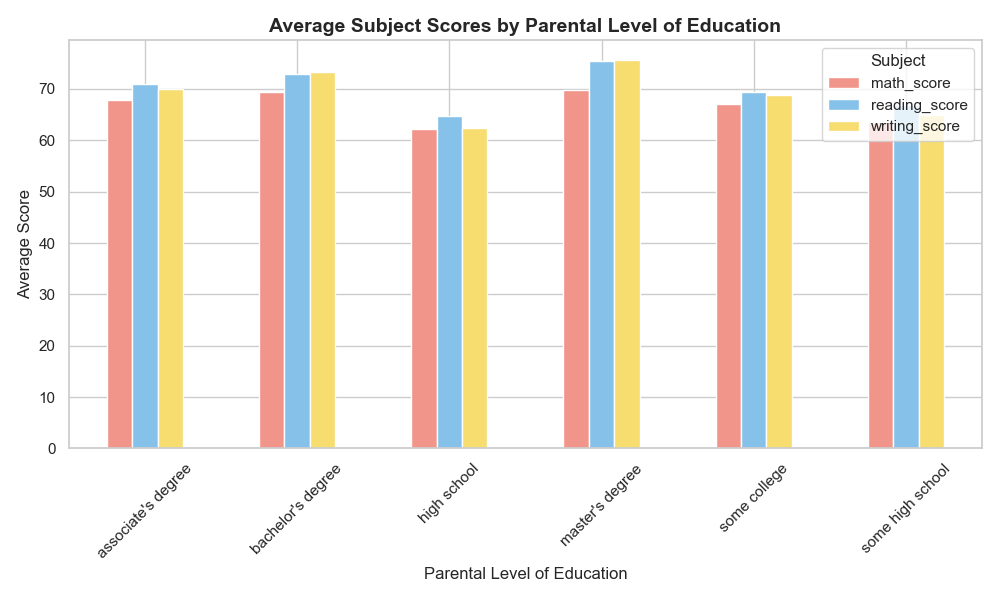 Average Subject Scores by Parental Level of Education
Subject
math_score
reading_score
writing_score
Average Score
70
60
50
40
30
20
10
0
associate's degree
bachelor's degree
high school
master's degree
some college
some high school
Parental Level of Education